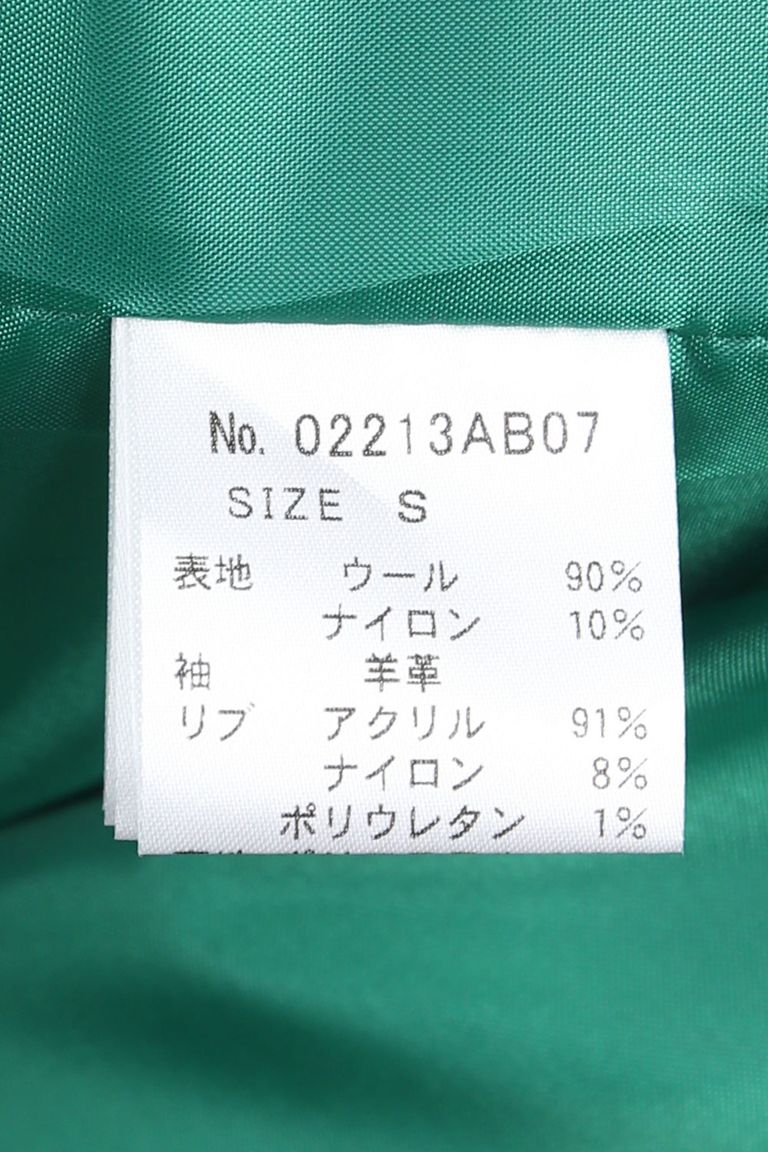 No. 02213AB07
SIZE S
表地 ウール 90%
ナイロン 10%
袖 羊革
リブ アクリル 91%
ナイロン 8%
ポリウレタン 1%